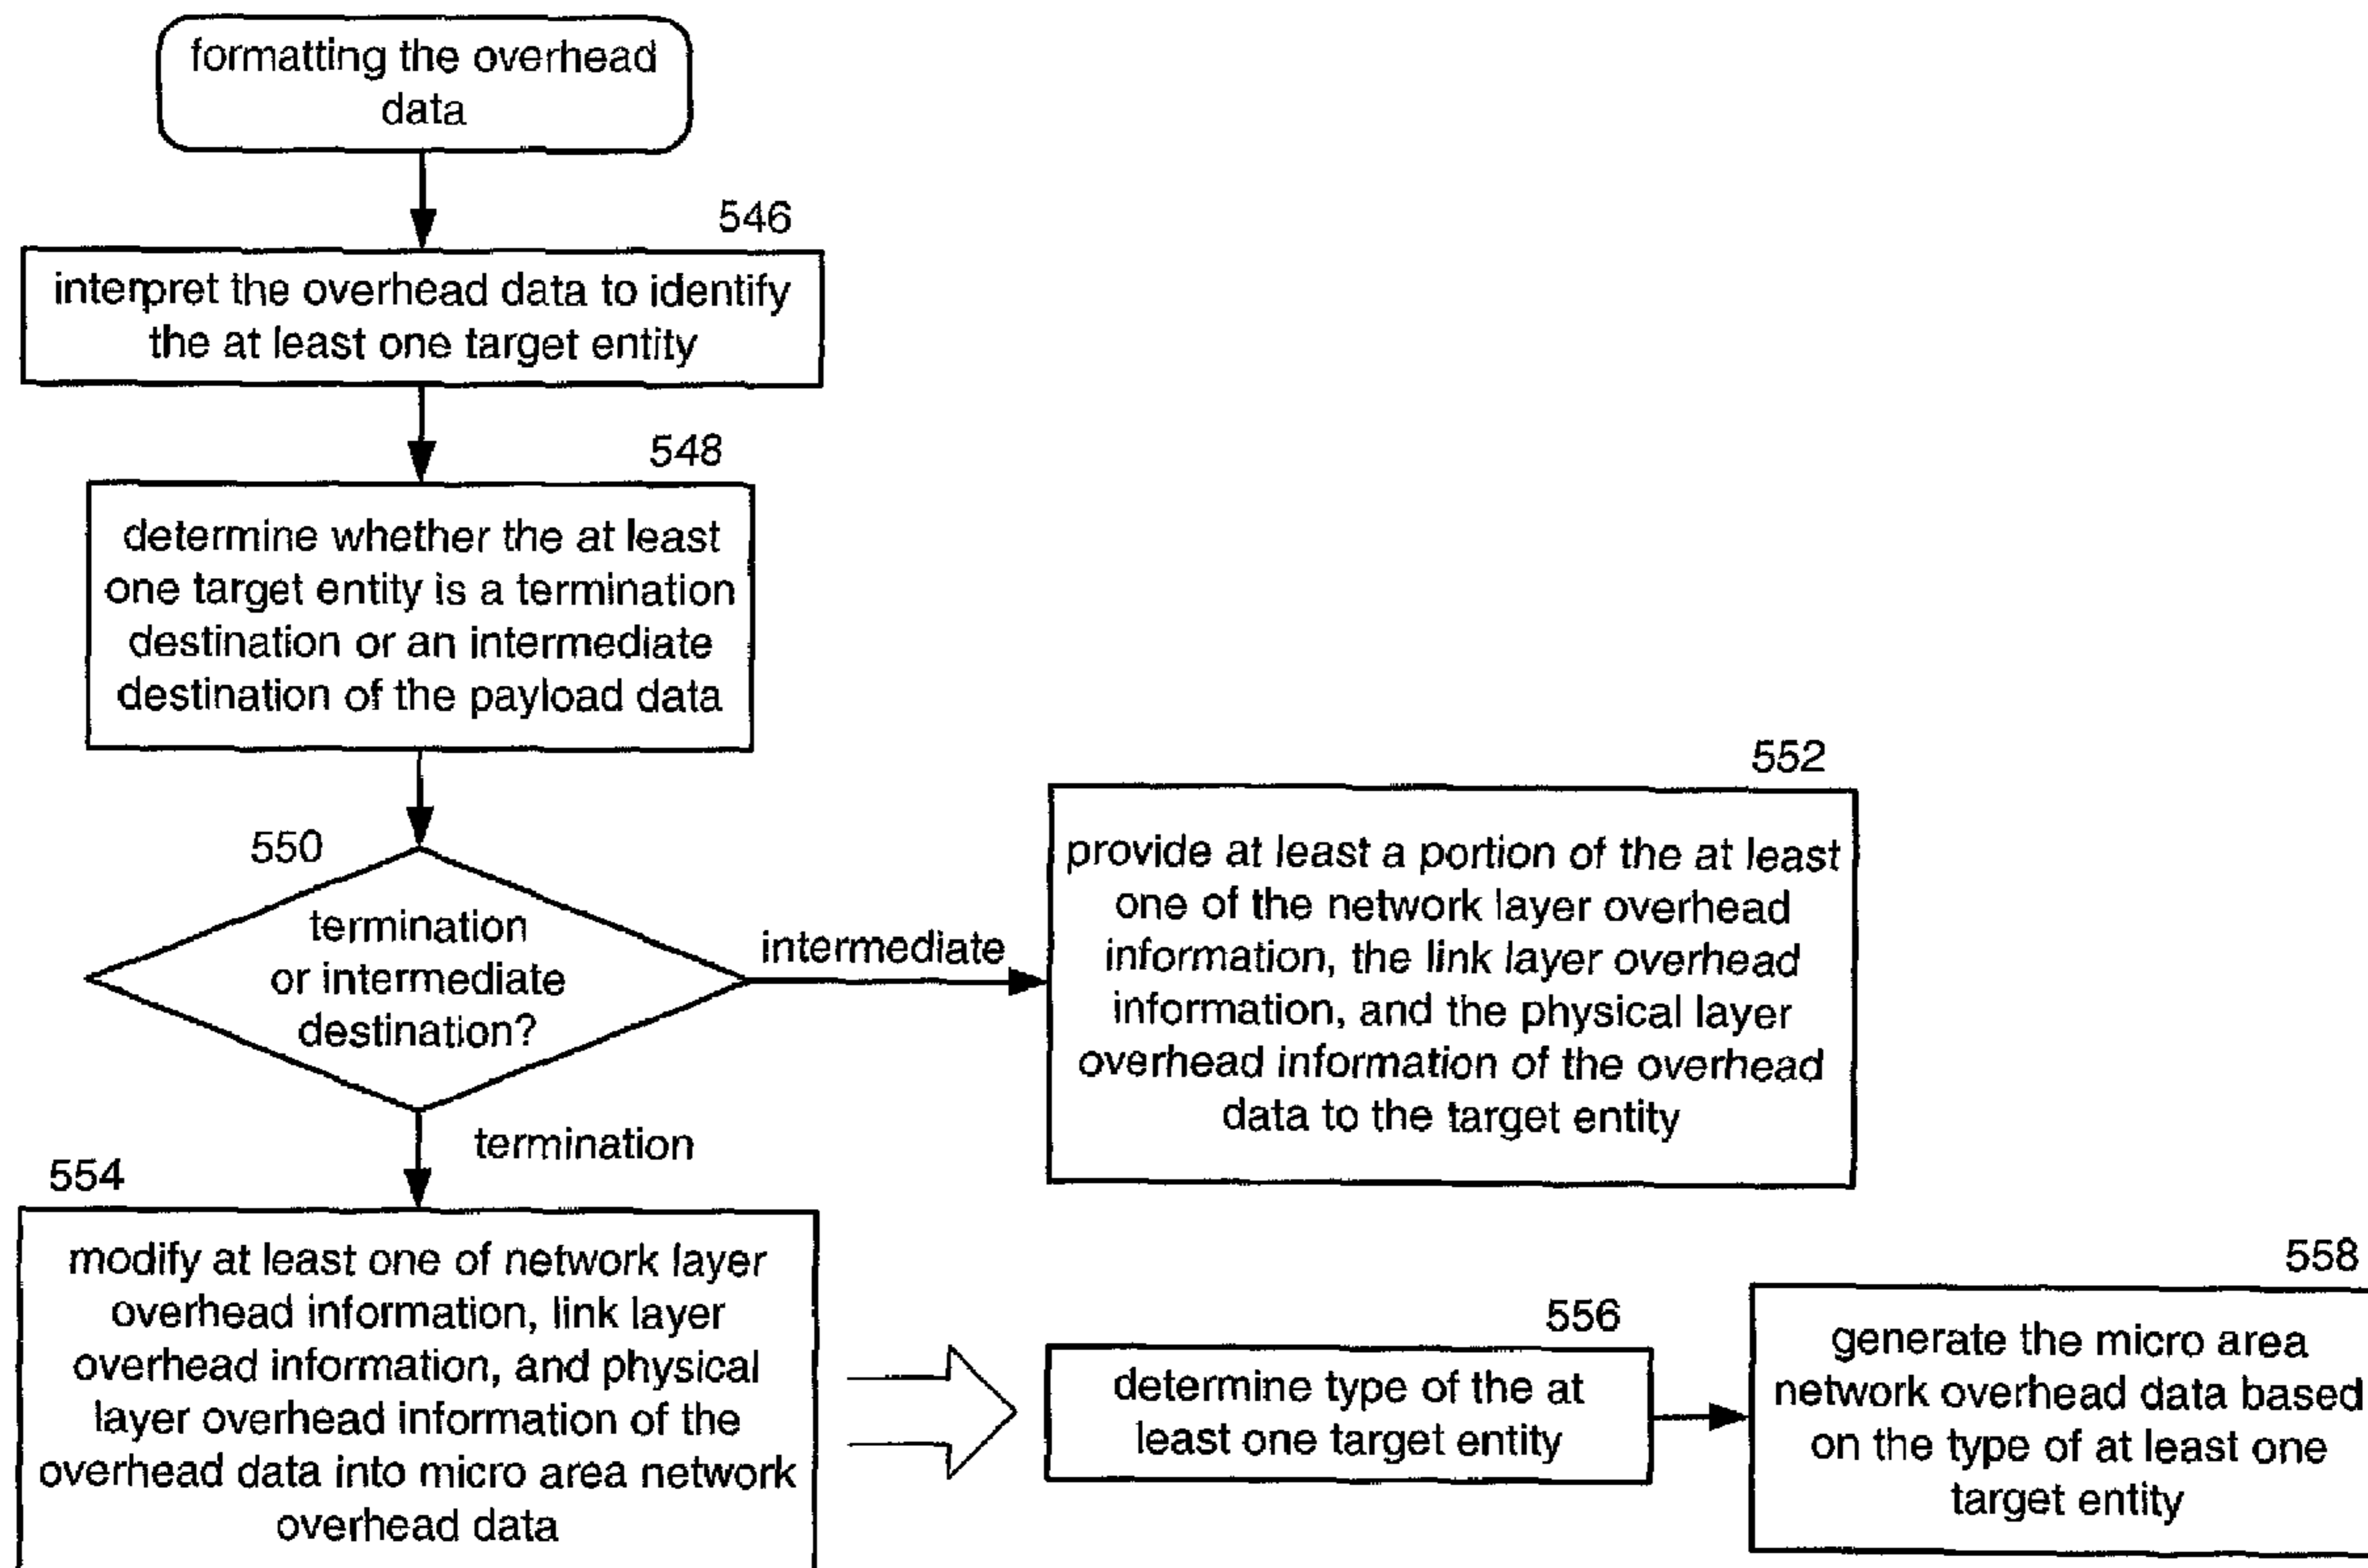 formatting the overhead
data
546
interpret the overhead data to identify
the at least one target entity
548
determine whether the at least
one target entity is a termination
destination or an intermediate
destination of the payload data
550
termination
or intermediate
destination?
intermediate
552
provide at least a portion of the at least
one of the network layer overhead
information, the link layer overhead
information, and the physical layer
overhead information of the overhead
data to the target entity
termination
554
modify at least one of network layer
overhead information, link layer
overhead information, and physical
layer overhead information of the
overhead data into micro area network
overhead data
556
determine type of the at
least one target entity
558
generate the micro area
network overhead data based
on the type of at least one
target entity